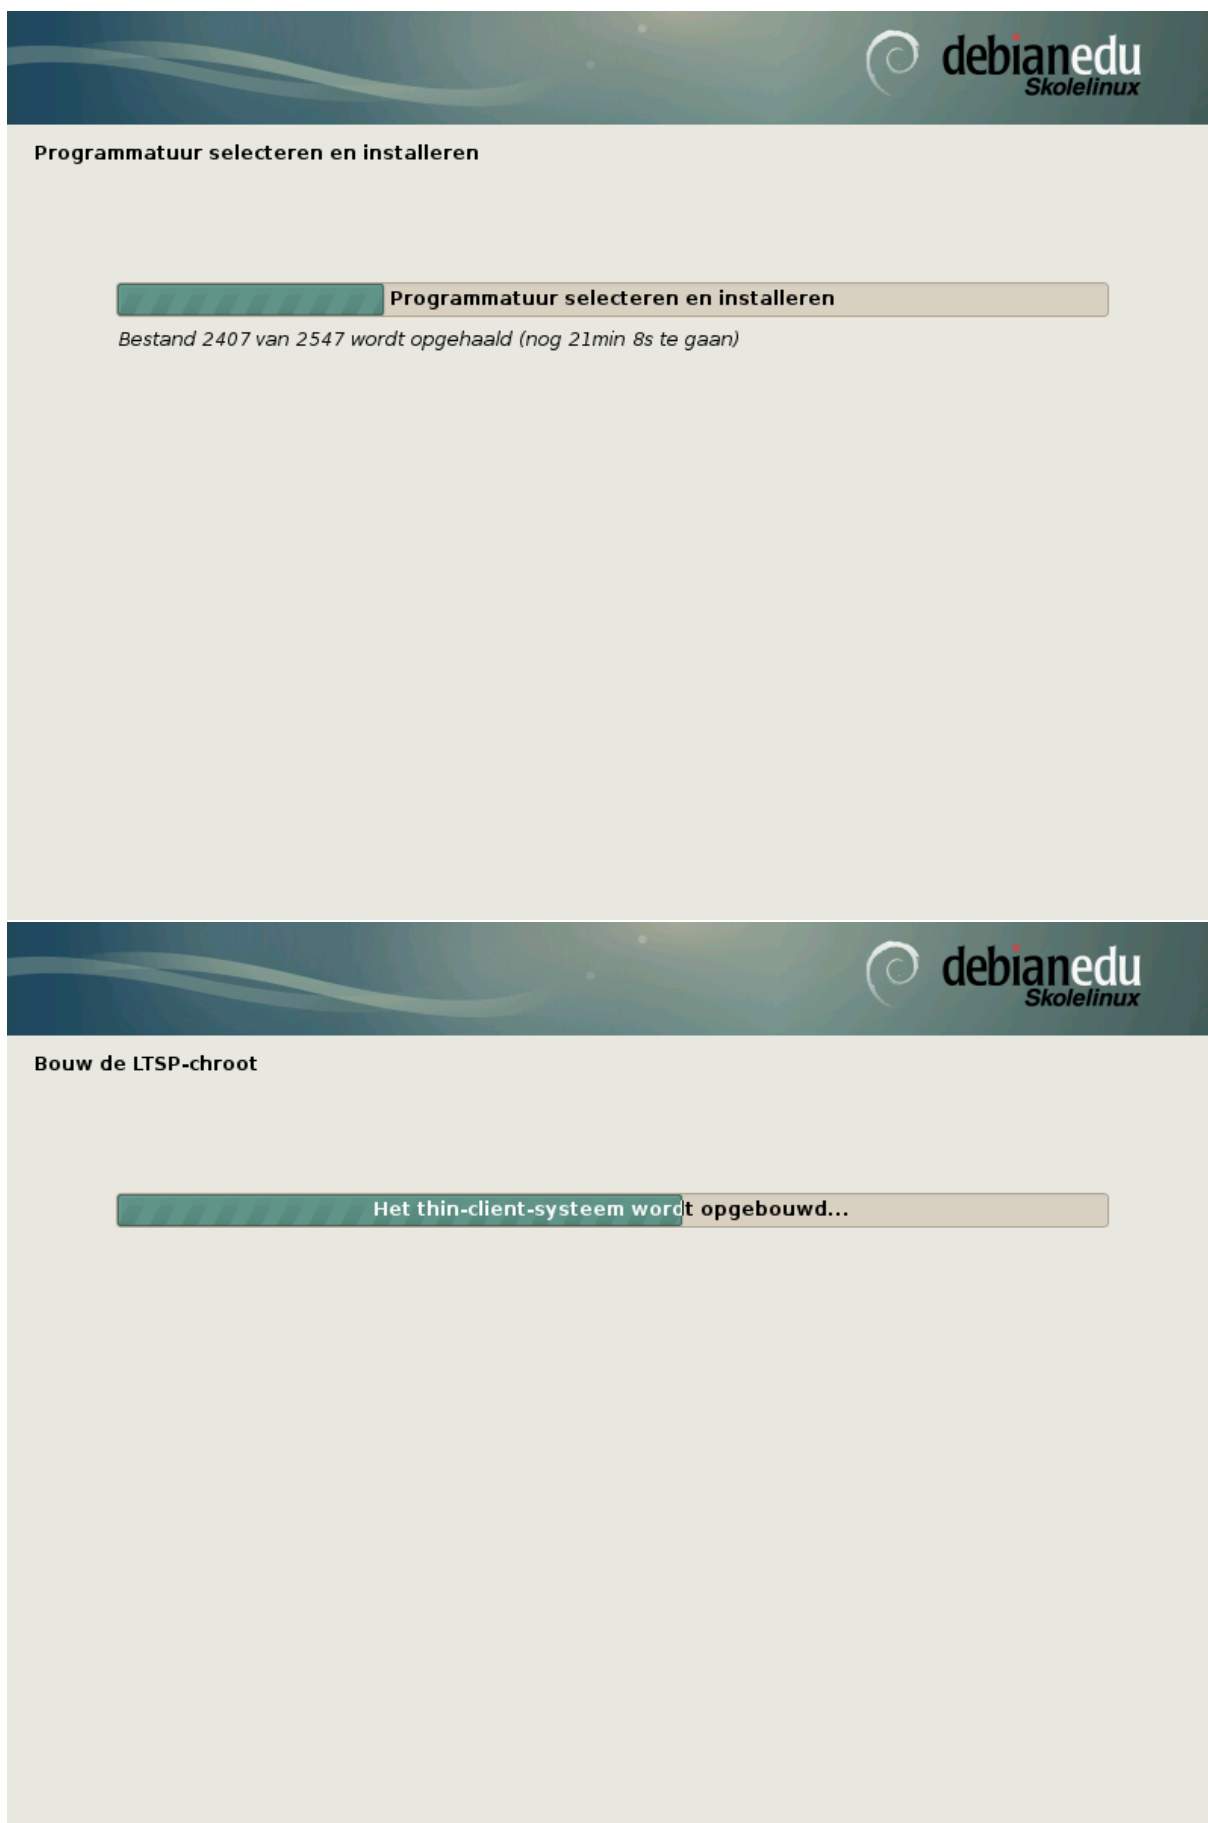 debianedu
Skolelinux
Programmatuur selecteren en installeren
Programmatuur selecteren en installeren
Bestand 2407 van 2547 wordt opgehaald (nog 21min 8s te gaan)
debianedu
Skolelinux
Bouw de LTSP-chroot
Het thin-client-systeem wordt opgebouwd...